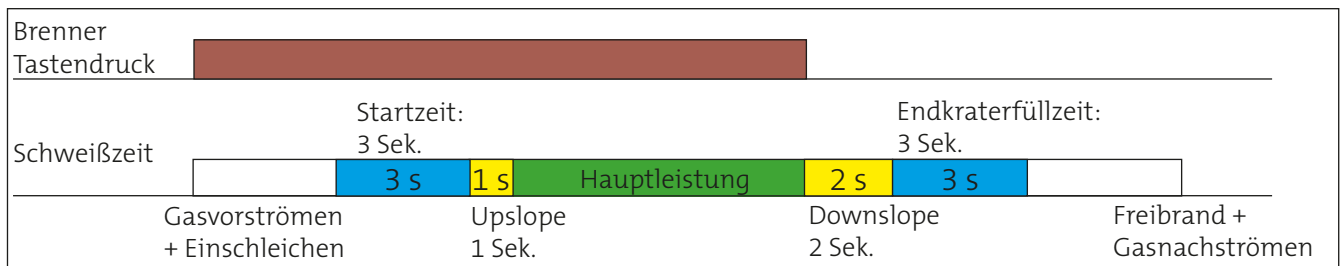 Brenner
Tastendruck
Startzeit:
3 Sek.
Endkraterfüllzeit:
3 Sek.
Schweißzeit
3 s
1 s
Hauptleistung
2 s
3 s
Gasvorströmen
+ Einschleichen
Upslope
1 Sek.
Downslope
2 Sek.
Freibrand +
Gasnachströmen